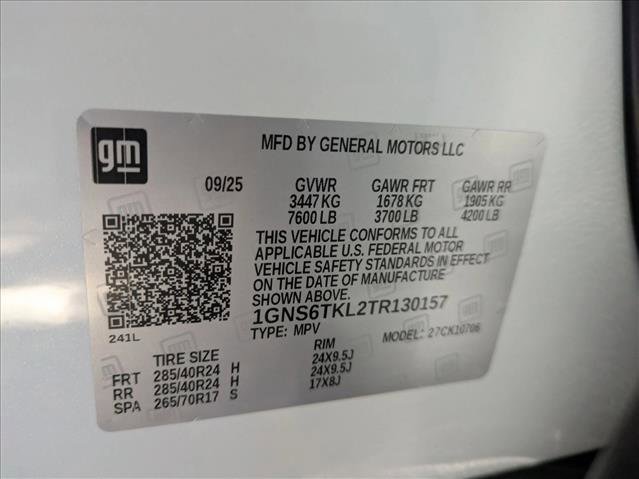 gm
MFD BY GENERAL MOTORS LLC
09/25 GVWR GAWR FRT GAWR RR
3447 KG 1678 KG 1905 KG
7600 LB 3700 LB 4200 LB
THIS VEHICLE CONFORMS TO ALL
APPLICABLE U.S. FEDERAL MOTOR
VEHICLE SAFETY STANDARDS IN EFFECT
ON THE DATE OF MANUFACTURE
SHOWN ABOVE.
1GNS6TKL2TR130157
241L TYPE: MPV MODEL: 27CK10706
TIRE SIZE RIM
FRT 285/40R24 H 24X9.5J
RR 285/40R24 H 24X9.5J
SPA 265/70R17 S 17X8J